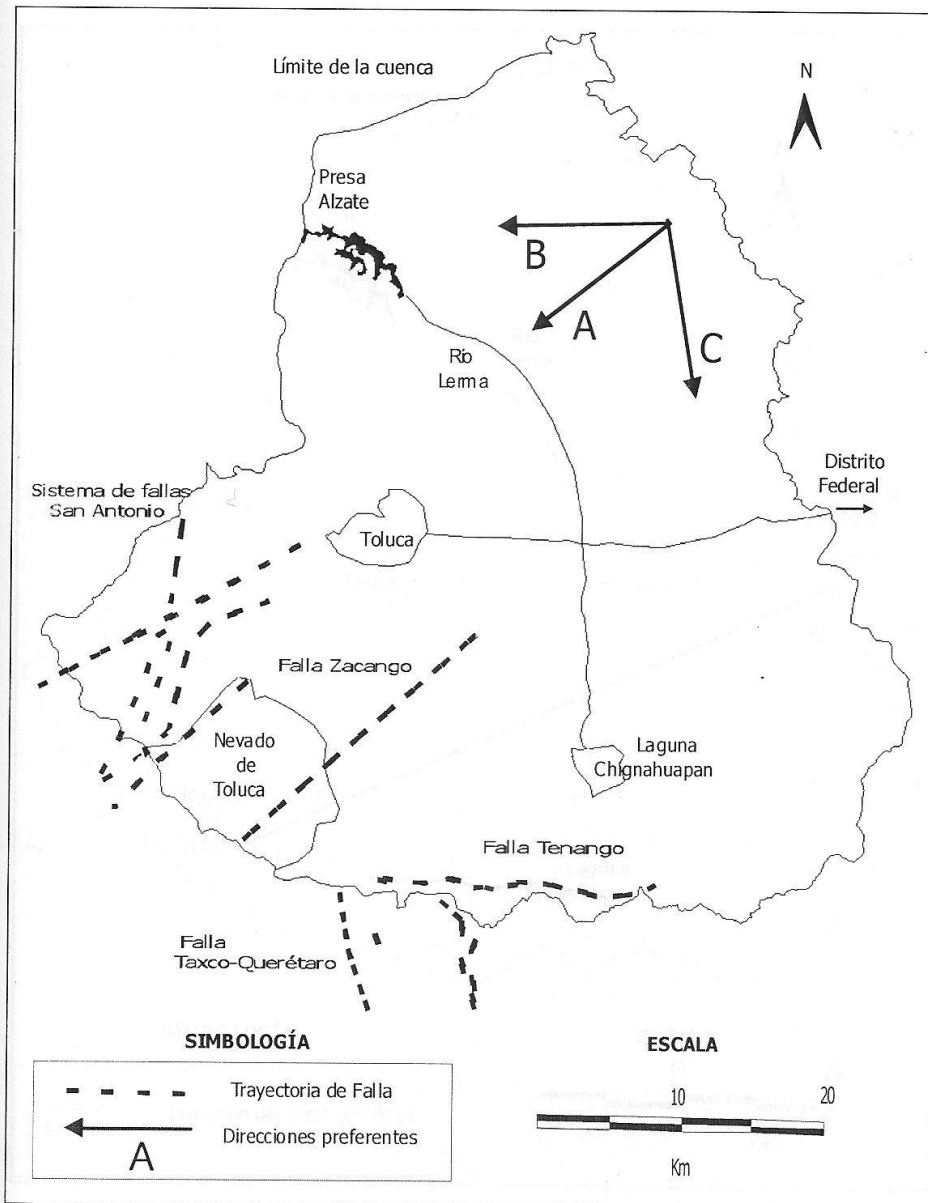 Límite de la cuenca
N
Presa
Alzate
B
A
C
Río
Lerma
Distrito
Federal
Sistema de fallas
San Antonio
Toluca
Falla Zacango
Nevado
de
Toluca
Laguna
Chignahuapan
Falla Tenango
Falla
Taxco-Querétaro
SIMBOLOGÍA
ESCALA
Trayectoria de Falla
10
20
Direcciones preferentes
A
Km